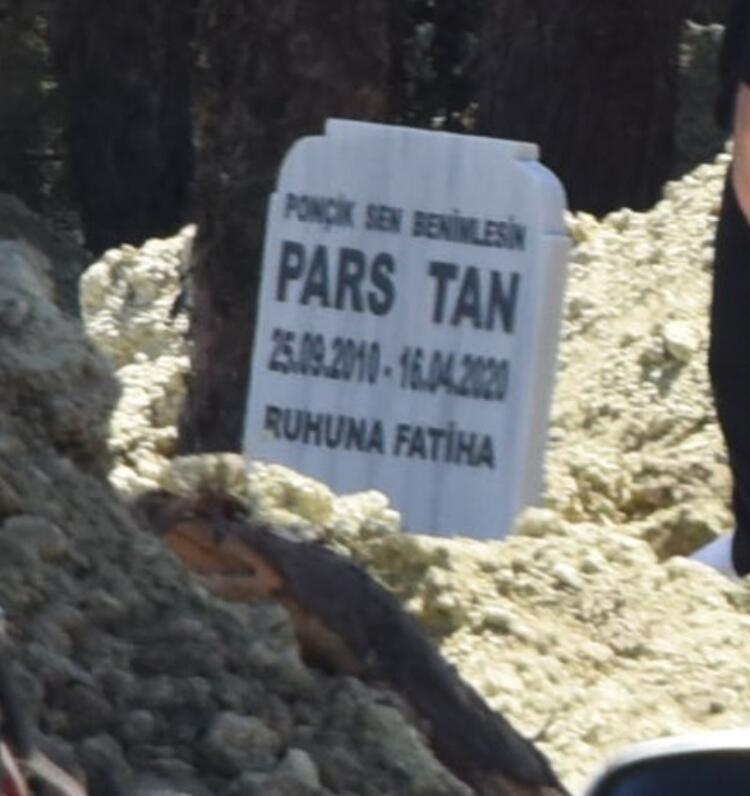 PONÇİK SEN BENİMLESİN
PARS TAN
25.09.2010 - 16.04.2020
RUHUNA FATİHA